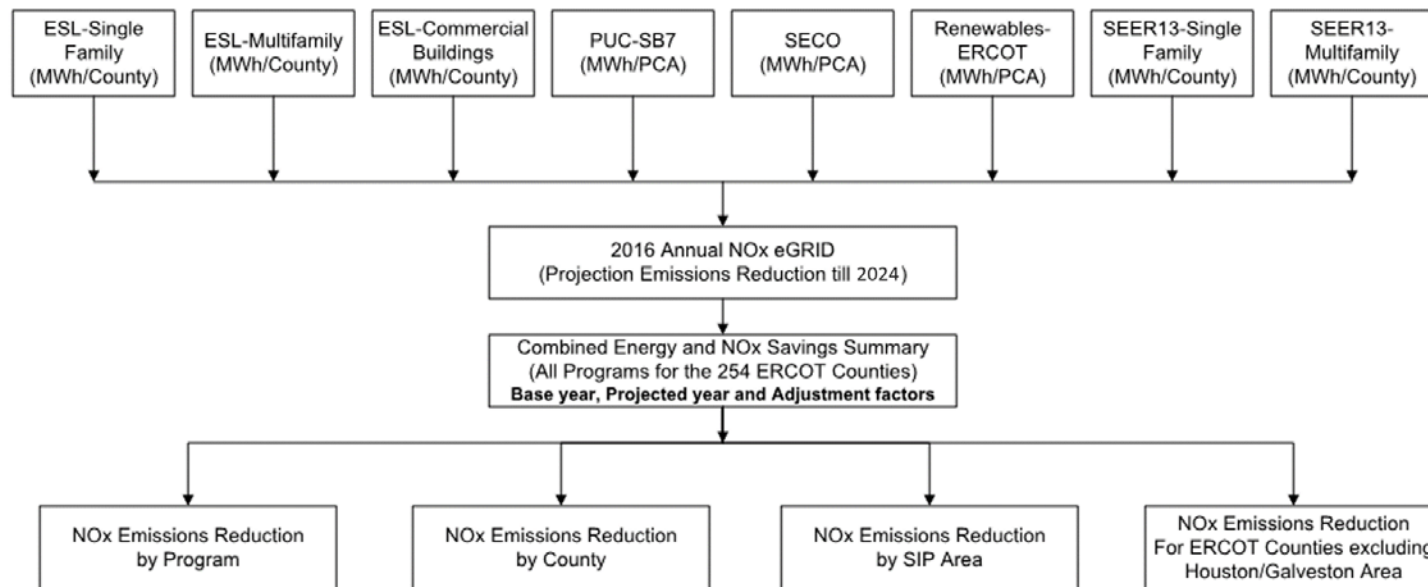 ESL-Single
Family
(MWh/County)
ESL-Multifamily
(MWh/County)
ESL-Commercial
Buildings
(MWh/County)
PUC-SB7
(MWh/PCA)
SECO
(MWh/PCA)
Renewables-
ERCOT
(MWh/PCA)
SEER13-Single
Family
(MWh/County)
SEER13-
Multifamily
(MWh/County)
2016 Annual NOx eGRID
(Projection Emissions Reduction till 2024)
Combined Energy and NOx Savings Summary
(All Programs for the 254 ERCOT Counties)
Base year, Projected year and Adjustment factors
NOx Emissions Reduction
by Program
NOx Emissions Reduction
by County
NOx Emissions Reduction
by SIP Area
NOx Emissions Reduction
For ERCOT Counties excluding
Houston/Galveston Area